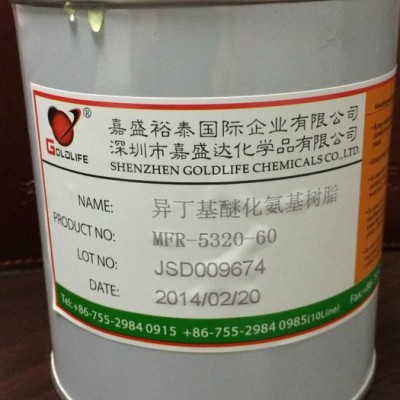 ®
GOLDLIFE
嘉盛裕泰国际企业有限公司
深圳市嘉盛达化学品有限公司
SHENZHEN GOLDLIFE CHEMICALS CO., LTD.
NAME: 异丁基醚化氨基树脂
PRODUCT NO: MFR-5320-60
LOT NO: JSD009674
DATE: 2014/02/20
Tel:+86-755-2984 0915 +86-755-2984 0985(10Line)
Fax:+86-7